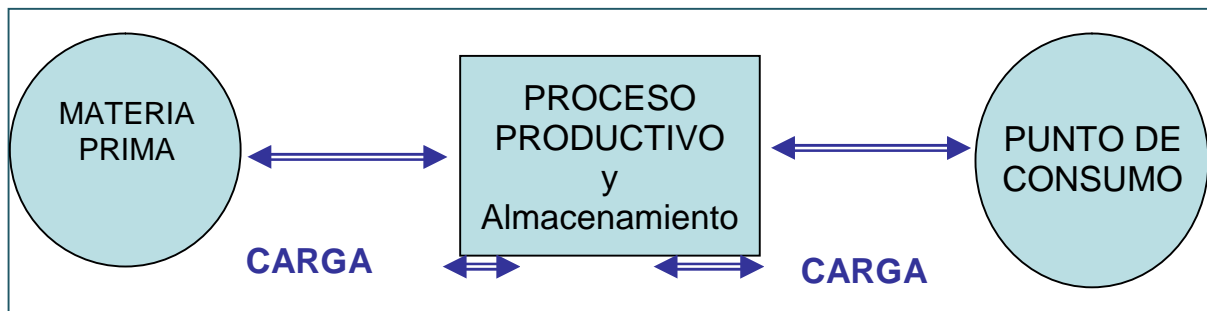 MATERIA
PRIMA
PROCESO
PRODUCTIVO
y
Almacenamiento
PUNTO DE
CONSUMO
CARGA
CARGA